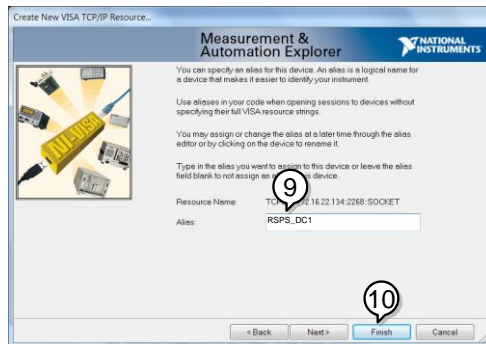 Create New VISA TCP/IP Resource...
Measurement &
Automation Explorer
NATIONAL
INSTRUMENTS
You can specify an alias for this device. An alias is a logical name for
a device that makes it easier to identify your instrument.
Use aliases in your code when opening sessions to devices without
specifying their full VISA resource strings.
You may assign or change the alias at a later time through the alias
editor or by clicking on the device to rename it.
Type in the alias you want to assign to this device or leave the alias
field blank to not assign an device.
9
Resource Name: 2.16.22.134::2268::SOCKET
Alias: RSPS_DC1
NI-VISA
10
< Back Next > Finish Cancel